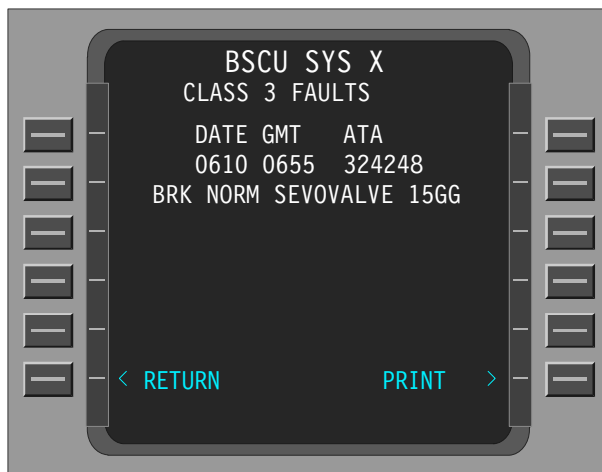 BSCU SYS X
CLASS 3 FAULTS
DATE GMT ATA
0610 0655 324248
BRK NORM SEVOVALVE 15GG
< RETURN PRINT >